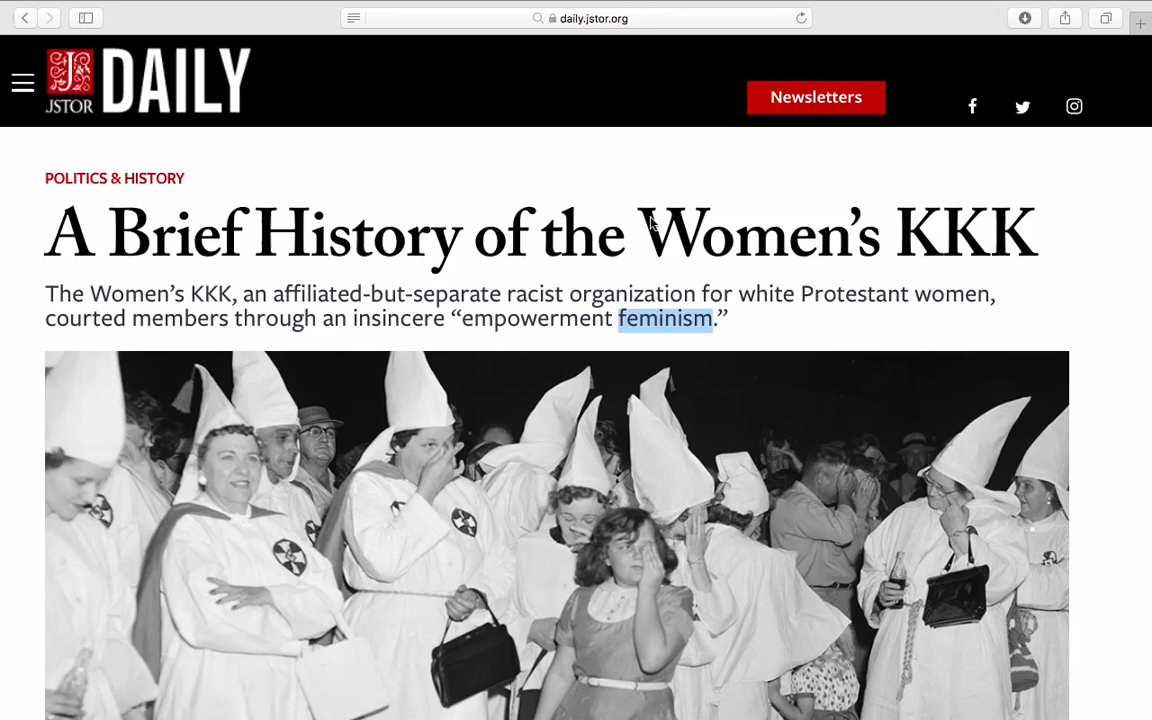 daily.jstor.org
JSTOR DAILY
Newsletters
POLITICS & HISTORY
A Brief History of the Women’s KKK
The Women’s KKK, an affiliated-but-separate racist organization for white Protestant women,
courted members through an insincere “empowerment feminism.”